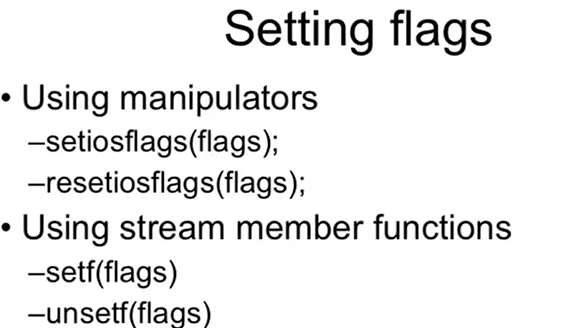 Setting flags
• Using manipulators
–setiosflags(flags);
–resetiosflags(flags);
• Using stream member functions
–setf(flags)
–unsetf(flags)